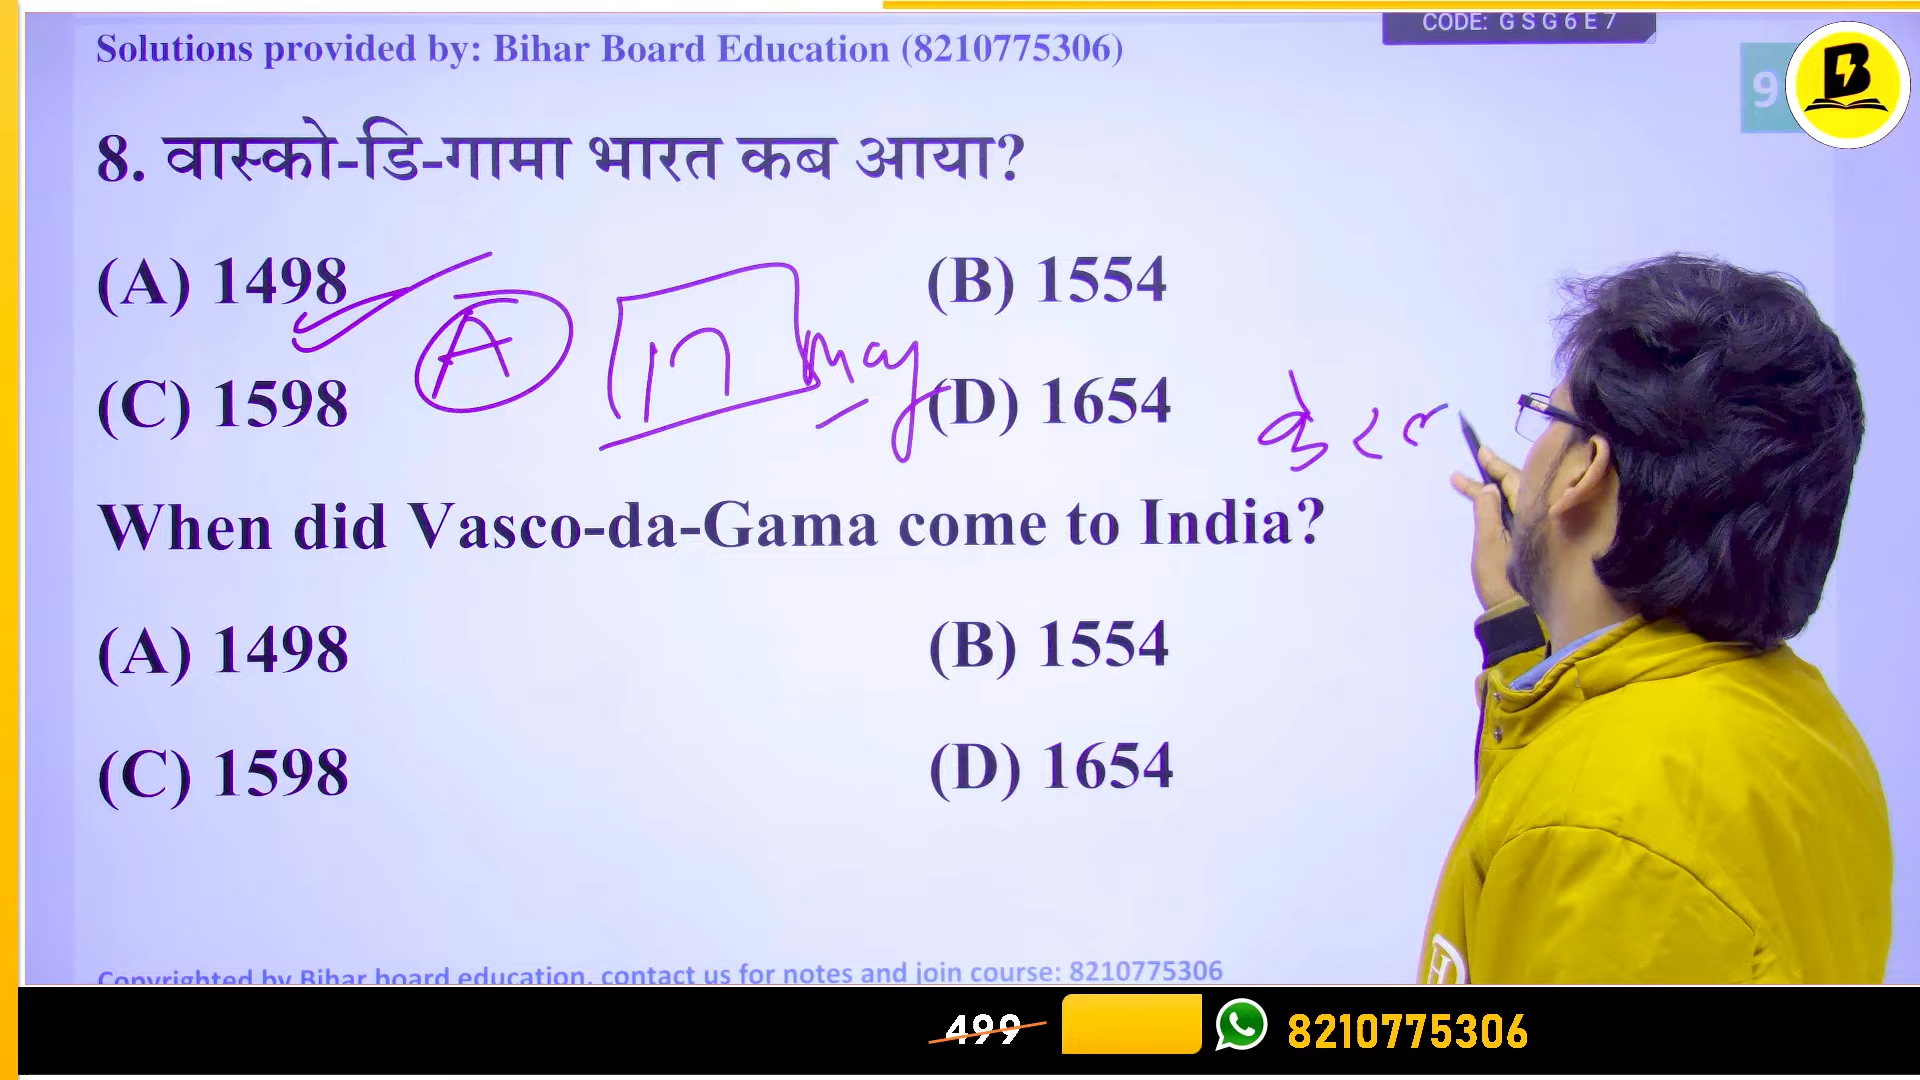 CODE: G S G 6 E 7
Solutions provided by: Bihar Board Education (8210775306)
9
B
8. वास्को-डि-गामा भारत कब आया?
(A) 1498 (B) 1554
A 17 May
(C) 1598 (D) 1654
When did Vasco-da-Gama come to India?
(A) 1498 (B) 1554
(C) 1598 (D) 1654
Copyrighted by Bihar board education, contact us for notes and join course: 8210775306
499 8210775306